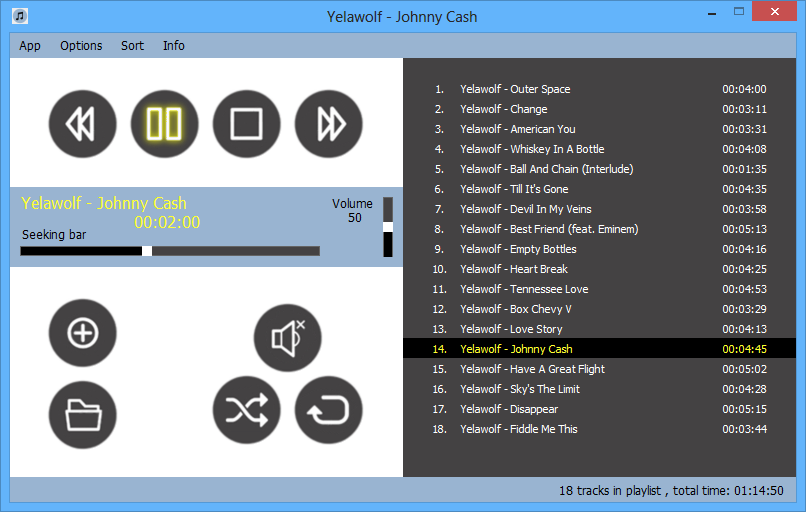 Yelawolf - Johnny Cash
App Options Sort Info
Yelawolf - Johnny Cash
00:02:00
Volume
50
Seeking bar
1. Yelawolf - Outer Space 00:04:00
2. Yelawolf - Change 00:03:11
3. Yelawolf - American You 00:03:31
4. Yelawolf - Whiskey In A Bottle 00:04:08
5. Yelawolf - Ball And Chain (Interlude) 00:01:35
6. Yelawolf - Till It's Gone 00:04:35
7. Yelawolf - Devil In My Veins 00:03:58
8. Yelawolf - Best Friend (feat. Eminem) 00:05:13
9. Yelawolf - Empty Bottles 00:04:16
10. Yelawolf - Heart Break 00:04:25
11. Yelawolf - Tennessee Love 00:04:53
12. Yelawolf - Box Chevy V 00:03:29
13. Yelawolf - Love Story 00:04:13
14. Yelawolf - Johnny Cash 00:04:45
15. Yelawolf - Have A Great Flight 00:05:02
16. Yelawolf - Sky's The Limit 00:04:28
17. Yelawolf - Disappear 00:05:15
18. Yelawolf - Fiddle Me This 00:03:44
18 tracks in playlist , total time: 01:14:50